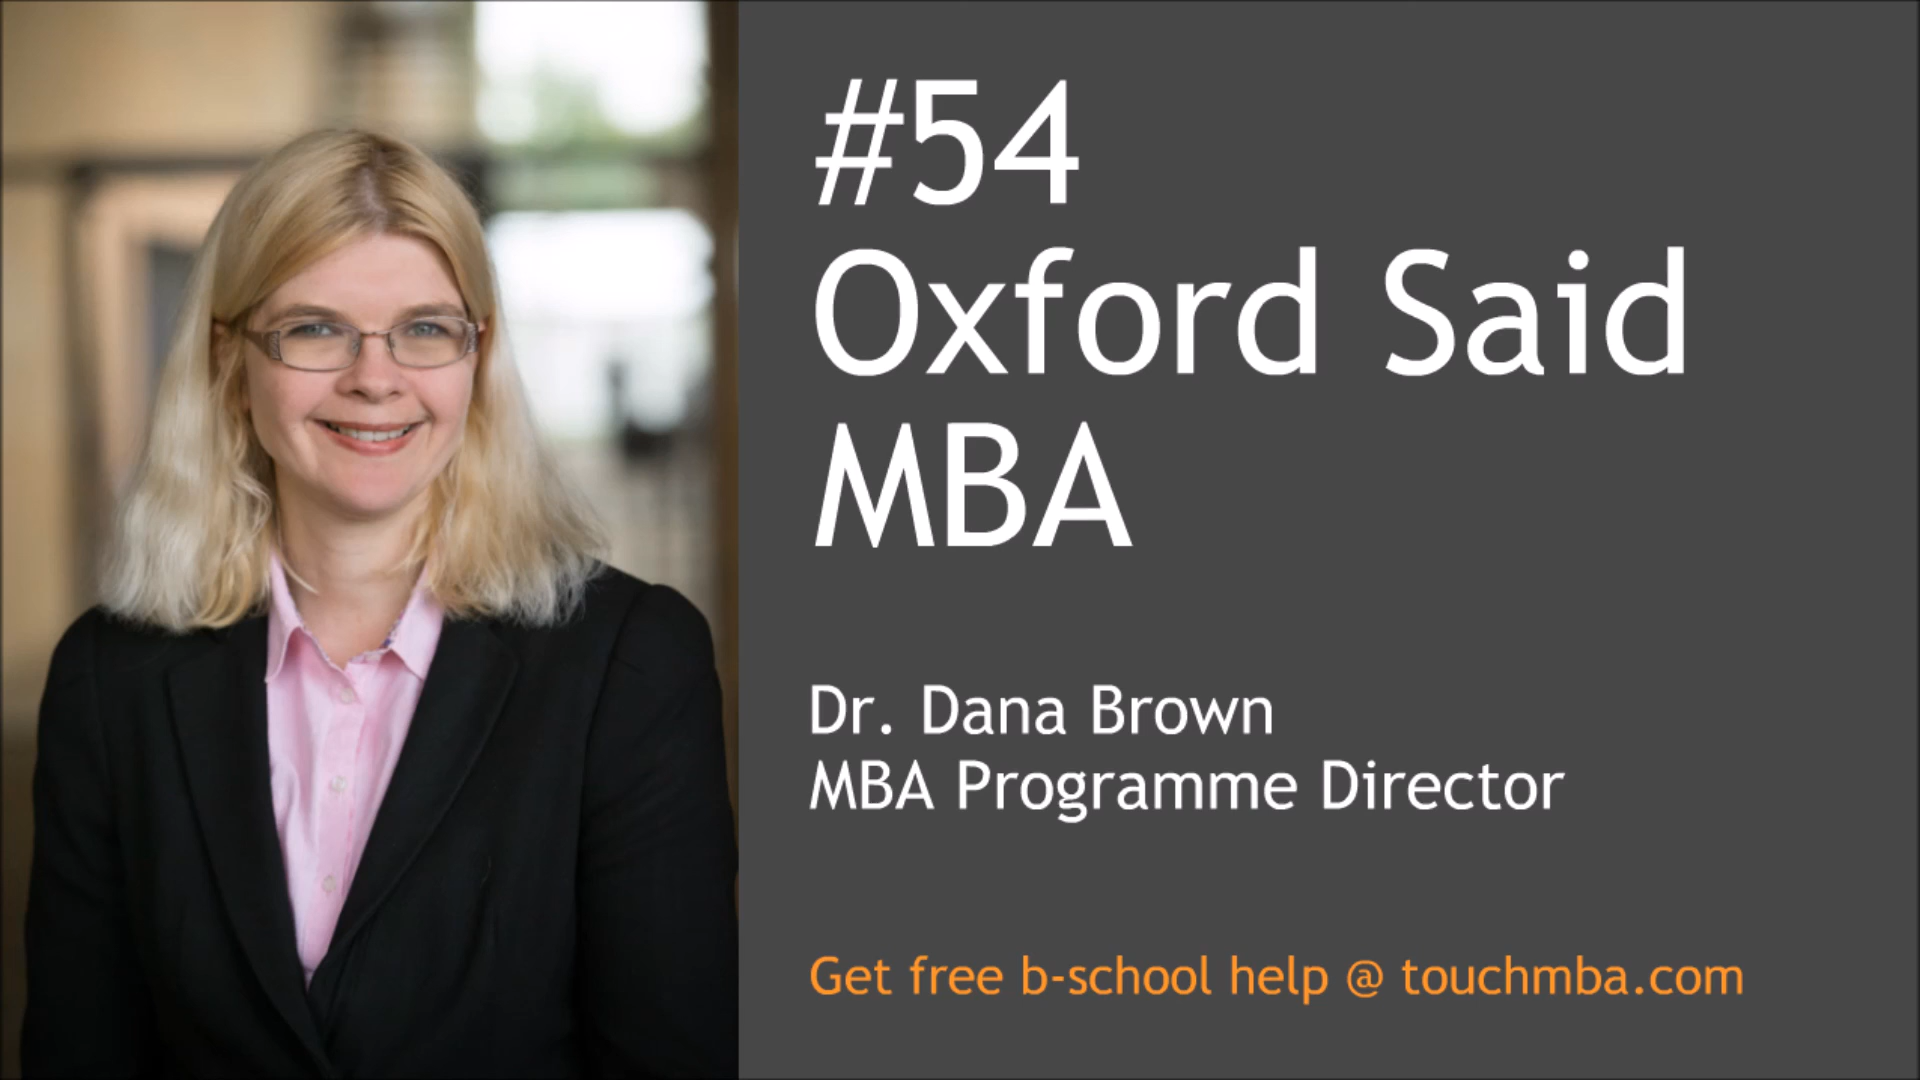 #54
Oxford Said
MBA
Dr. Dana Brown
MBA Programme Director
Get free b-school help @ touchmba.com